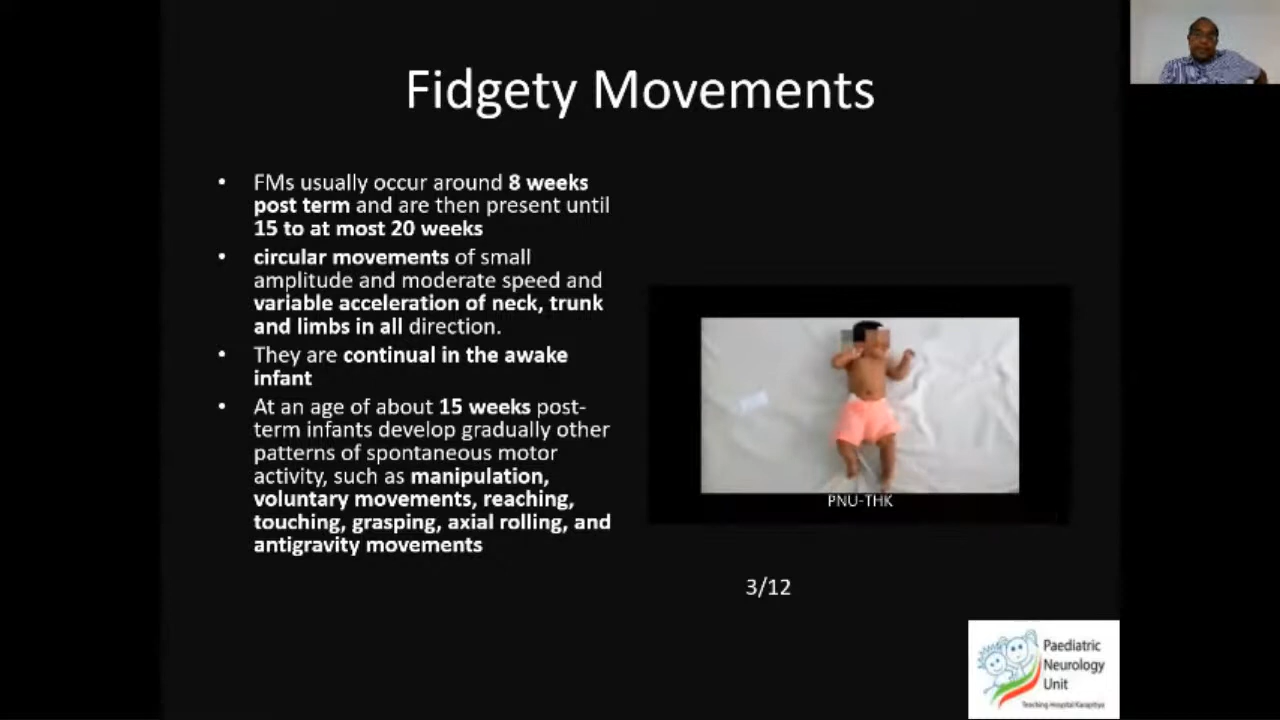 Fidgety Movements
• FMs usually occur around 8 weeks
post term and are then present until
15 to at most 20 weeks
• circular movements of small
amplitude and moderate speed and
variable acceleration of neck, trunk
and limbs in all direction.
• They are continual in the awake
infant
• At an age of about 15 weeks post-
term infants develop gradually other
patterns of spontaneous motor
activity, such as manipulation,
voluntary movements, reaching,
touching, grasping, axial rolling, and
antigravity movements
PNU-THK
3/12
Paediatric
Neurology
Unit
Teaching Hospital Karapitiya